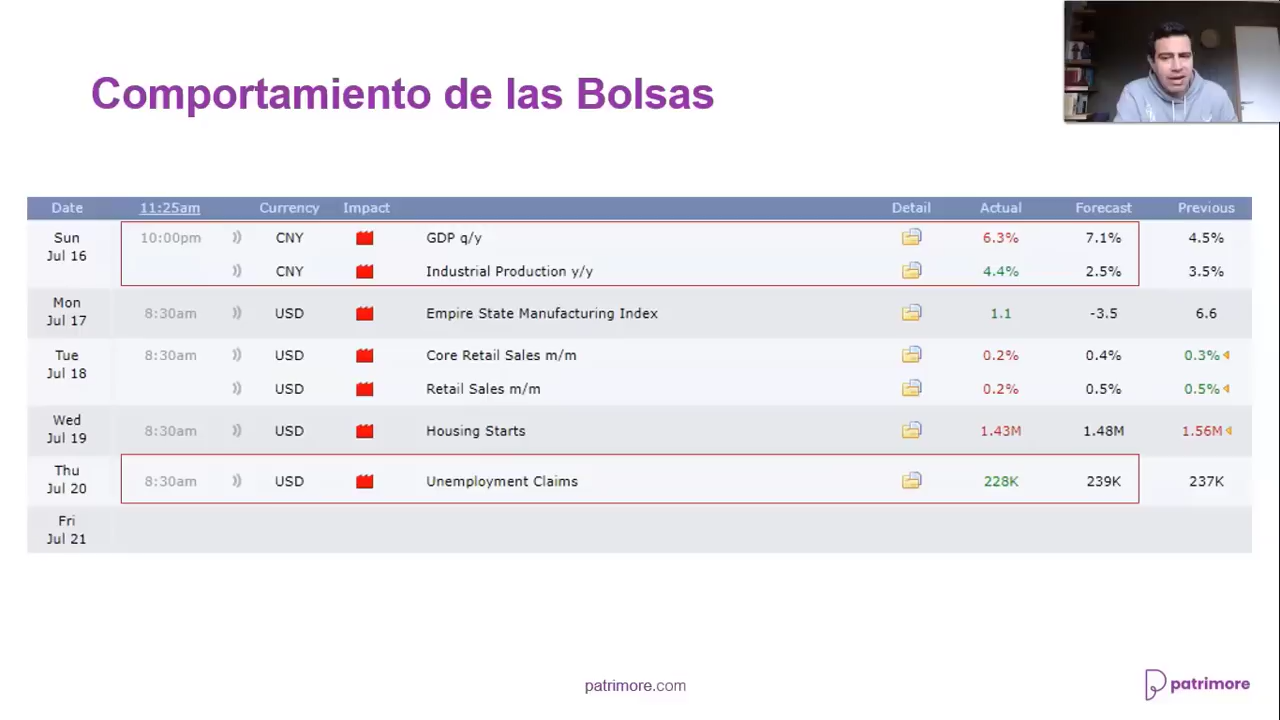 Comportamiento de las Bolsas
Date 11:25am Currency Impact Detail Actual Forecast Previous
Sun Jul 16 10:00pm CNY GDP q/y 6.3% 7.1% 4.5%
CNY Industrial Production y/y 4.4% 2.5% 3.5%
Mon Jul 17 8:30am USD Empire State Manufacturing Index 1.1 -3.5 6.6
Tue Jul 18 8:30am USD Core Retail Sales m/m 0.2% 0.4% 0.3%
USD Retail Sales m/m 0.2% 0.5% 0.5%
Wed Jul 19 8:30am USD Housing Starts 1.43M 1.48M 1.56M
Thu Jul 20 8:30am USD Unemployment Claims 228K 239K 237K
Fri Jul 21
patrimore.com
patrimore